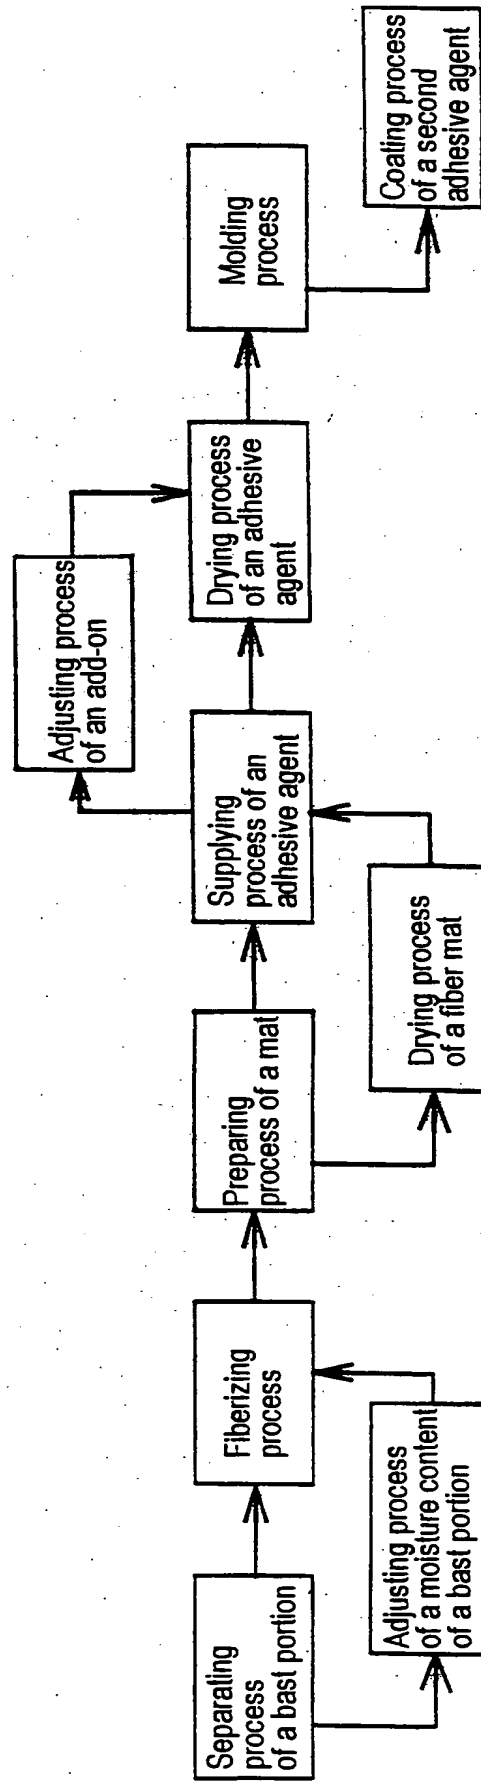 Separating
process
of a bast portion
Adjusting process
of a moisture content
of a bast portion
Fiberizing
process
Preparing
process of a mat
Drying process
of a fiber mat
Supplying
process of an
adhesive agent
Adjusting process
of an add-on
Drying process
of an adhesive
agent
Molding
process
Coating process
of a second
adhesive agent